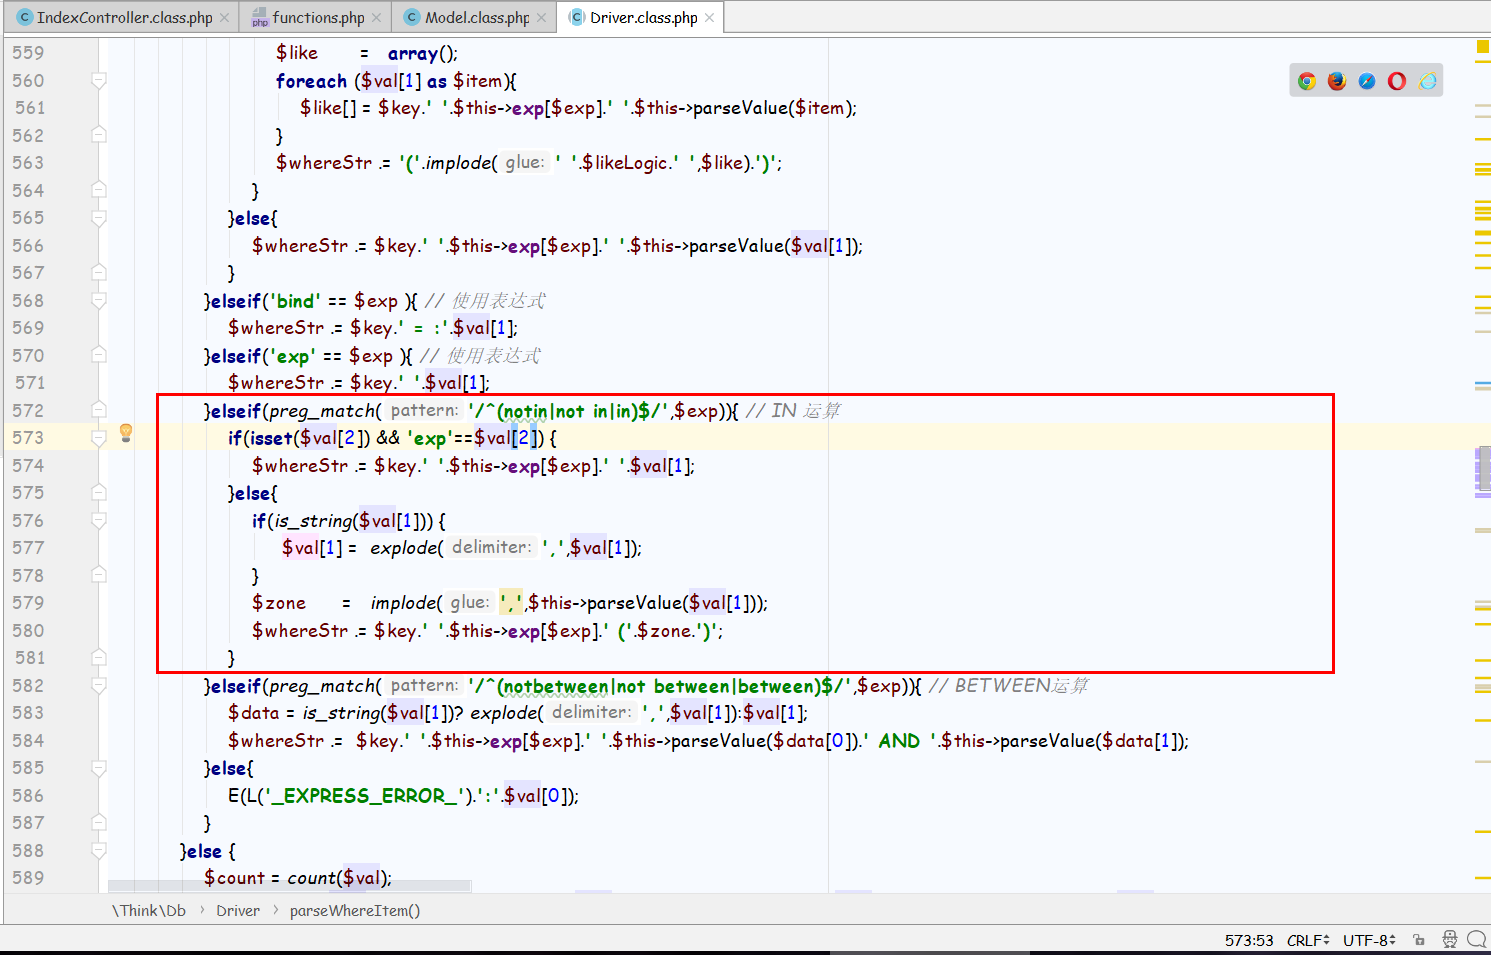 IndexController.class.php functions.php Model.class.php Driver.class.php
559 $like = array();
560 foreach ($val[1] as $item){
561 $like[] = $key.' '.$this->exp[$exp].' '.$this->parseValue($item);
562 }
563 $whereStr .= '('.implode( glue: ' '.$likeLogic.' ',$like).')';
564 }
565 }else{
566 $whereStr .= $key.' '.$this->exp[$exp].' '.$this->parseValue($val[1]);
567 }
568 }elseif('bind' == $exp ){ // 使用表达式
569 $whereStr .= $key.' = :'.$val[1];
570 }elseif('exp' == $exp ){ // 使用表达式
571 $whereStr .= $key.' '.$val[1];
572 }elseif(preg_match( pattern: '/^(notin|not in|in)$/',$exp)){ // IN 运算
573 if(isset($val[2]) && 'exp'==$val[2]) {
574 $whereStr .= $key.' '.$this->exp[$exp].' '.$val[1];
575 }else{
576 if(is_string($val[1])) {
577 $val[1] = explode( delimiter: ',',$val[1]);
578 }
579 $zone = implode( glue: ',',$this->parseValue($val[1]));
580 $whereStr .= $key.' '.$this->exp[$exp].' ('.$zone.')';
581 }
582 }elseif(preg_match( pattern: '/^(notbetween|not between|between)$/',$exp)){ // BETWEEN运算
583 $data = is_string($val[1])? explode( delimiter: ',',$val[1]):$val[1];
584 $whereStr .= $key.' '.$this->exp[$exp].' '.$this->parseValue($data[0]).' AND '.$this->parseValue($data[1]);
585 }else{
586 E(L('_EXPRESS_ERROR_').':'.$val[0]);
587 }
588 }else {
589 $count = count($val);
\Think\Db › Driver › parseWhereItem()
573:53 CRLF UTF-8